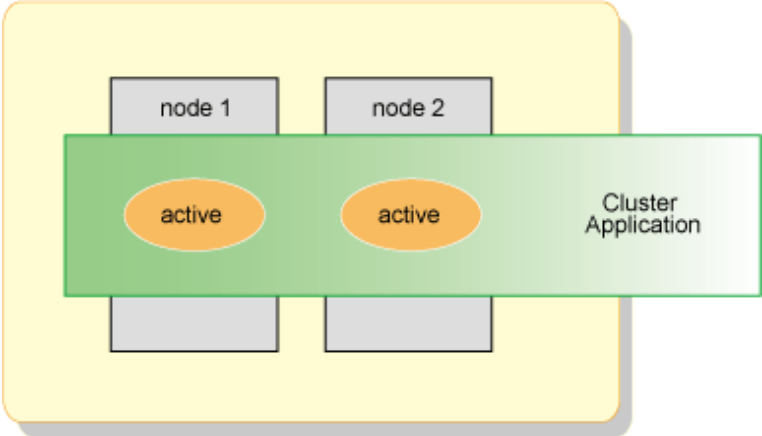 node 1
node 2
active
active
Cluster
Application